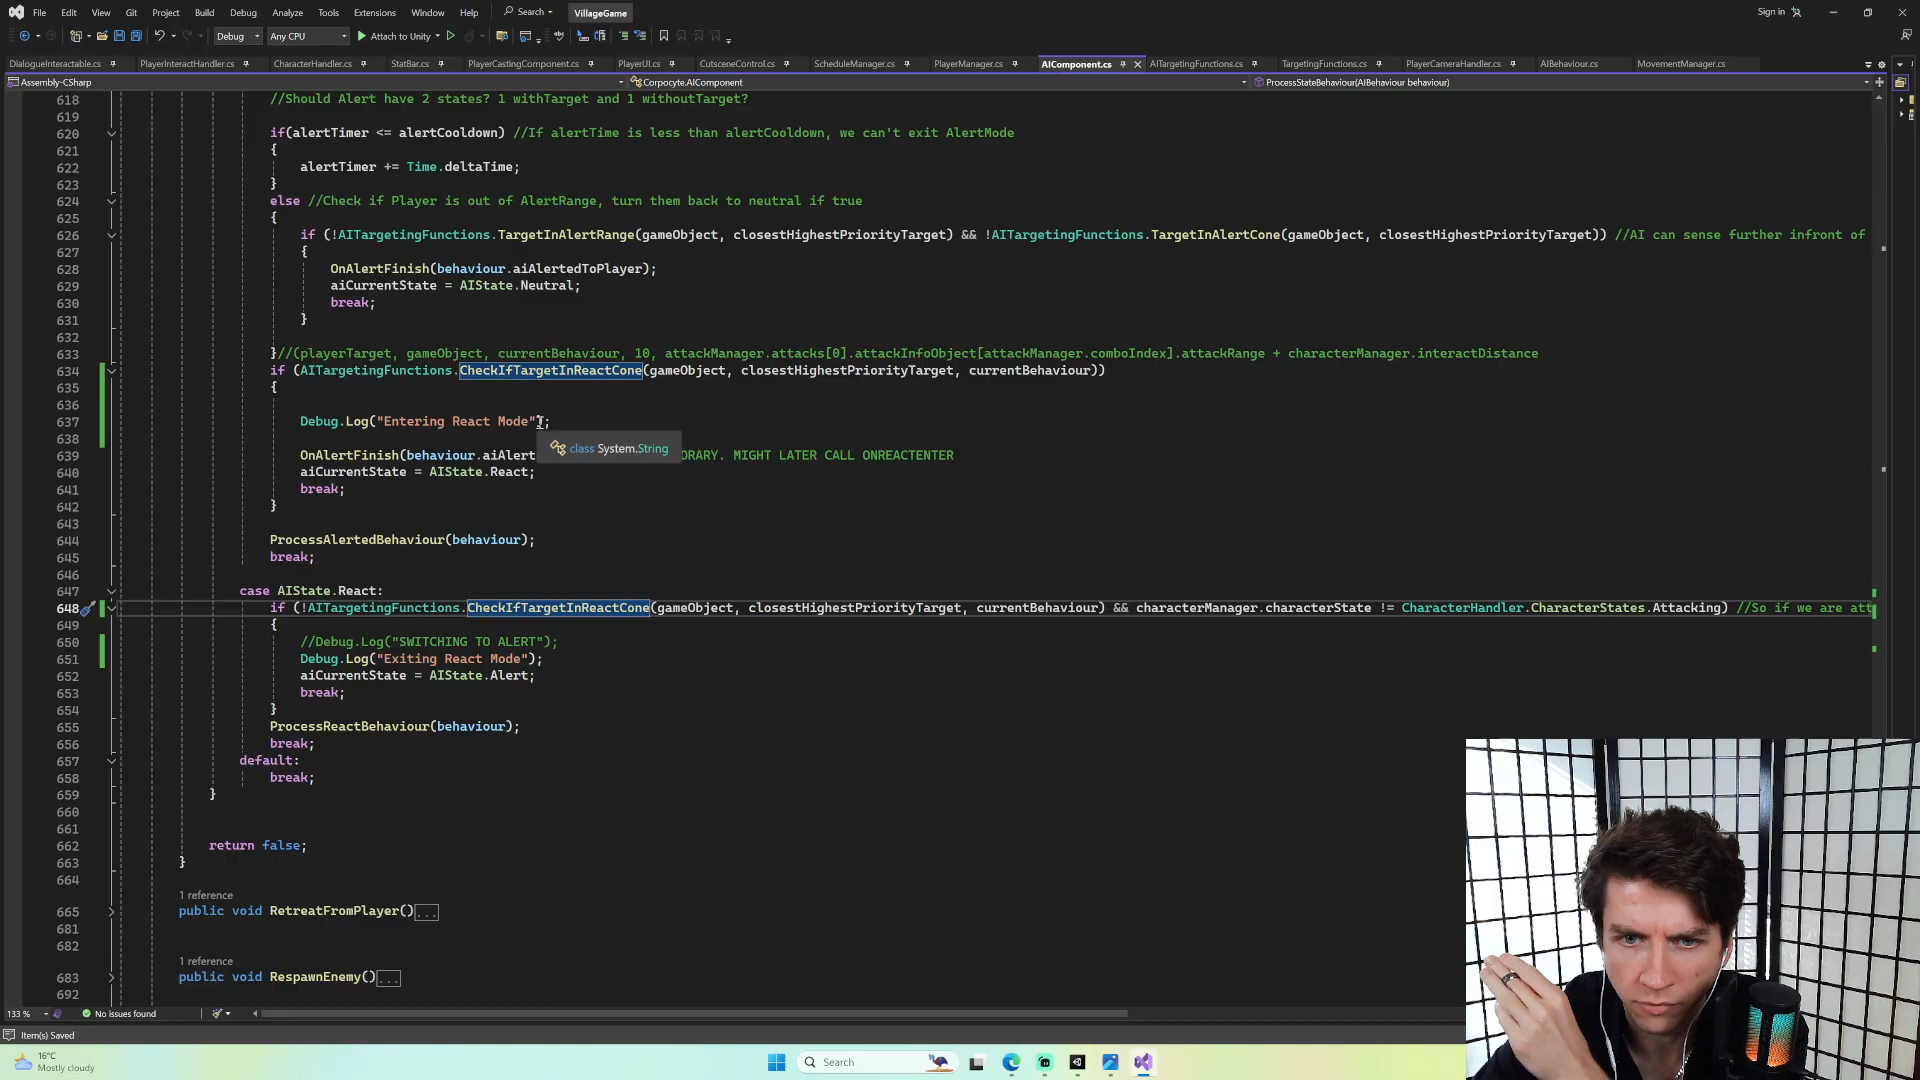 File Edit View Git Project Build Debug Analyze Tools Extensions Window Help Search VillageGame Sign in
Debug Any CPU Attach to Unity
DialogueInteractable.cs PlayerInteractHandler.cs CharacterHandler.cs StatBar.cs PlayerCastingComponent.cs PlayerUI.cs CutsceneControl.cs ScheduleManager.cs PlayerManager.cs AIComponent.cs AITargetingFunctions.cs TargetingFunctions.cs PlayerCameraHandler.cs AIBehaviour.cs MovementManager.cs
Assembly-CSharp Corpocyte.AIComponent ProcessStateBehaviour(AIBehaviour behaviour)
618 //Should Alert have 2 states? 1 withTarget and 1 withoutTarget?
619
620 if(alertTimer <= alertCooldown) //If alertTime is less than alertCooldown, we can't exit AlertMode
621 {
622 alertTimer += Time.deltaTime;
623 }
624 else //Check if Player is out of AlertRange, turn them back to neutral if true
625 {
626 if (!AITargetingFunctions.TargetInAlertRange(gameObject, closestHighestPriorityTarget) && !AITargetingFunctions.TargetInAlertCone(gameObject, closestHighestPriorityTarget)) //AI can sense further infront of
627 {
628 OnAlertFinish(behaviour.aiAlertedToPlayer);
629 aiCurrentState = AIState.Neutral;
630 break;
631 }
632
633 }//(playerTarget, gameObject, currentBehaviour, 10, attackManager.attacks[0].attackInfoObject[attackManager.comboIndex].attackRange + characterManager.interactDistance
634 if (AITargetingFunctions.CheckIfTargetInReactCone(gameObject, closestHighestPriorityTarget, currentBehaviour))
635 {
636
637 Debug.Log("Entering React Mode");
638 class System.String
639 OnAlertFinish(behaviour.aiAlert ORARY. MIGHT LATER CALL ONREACTENTER
640 aiCurrentState = AIState.React;
641 break;
642 }
643
644 ProcessAlertedBehaviour(behaviour);
645 break;
646
647 case AIState.React:
648 if (!AITargetingFunctions.CheckIfTargetInReactCone(gameObject, closestHighestPriorityTarget, currentBehaviour) && characterManager.characterState != CharacterHandler.CharacterStates.Attacking) //So if we are att
649 {
650 //Debug.Log("SWITCHING TO ALERT");
651 Debug.Log("Exiting React Mode");
652 aiCurrentState = AIState.Alert;
653 break;
654 }
655 ProcessReactBehaviour(behaviour);
656 break;
657 default:
658 break;
659 }
660
661
662 return false;
663 }
664
1 reference
665 public void RetreatFromPlayer()...
681
682
1 reference
683 public void RespawnEnemy()...
692
133 % No issues found
Item(s) Saved
16°C
Mostly cloudy
Search